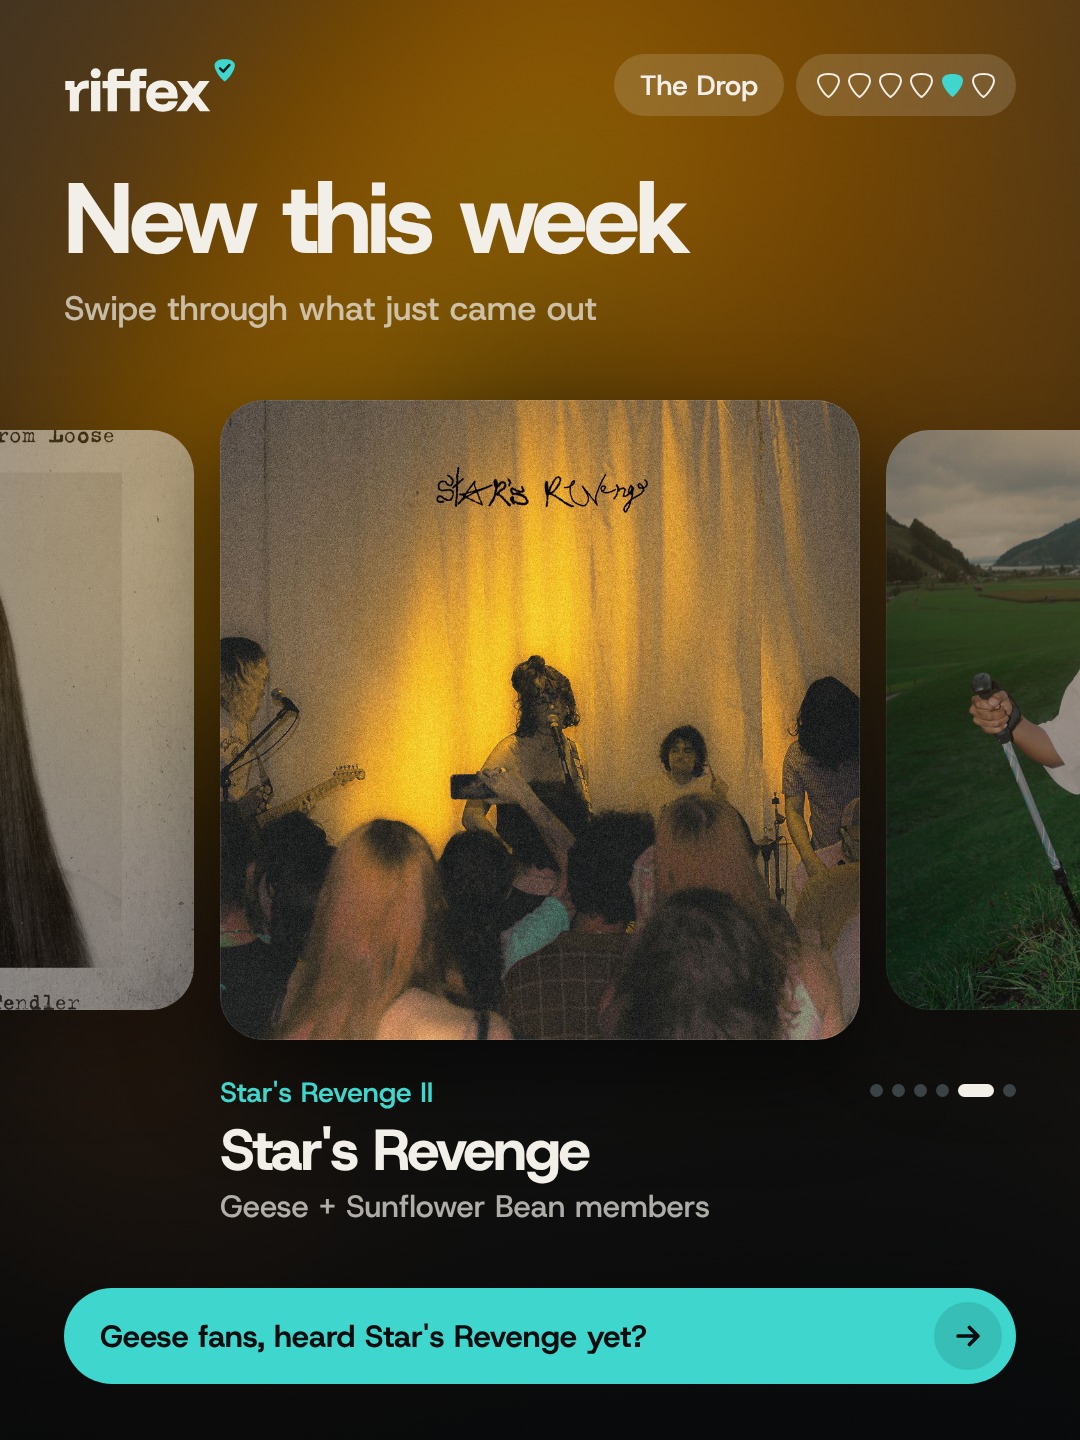 riffex
The Drop
New this week
Swipe through what just came out
rom Loose
Star's Revenge
Tendler
Star's Revenge II
Star's Revenge
Geese + Sunflower Bean members
Geese fans, heard Star's Revenge yet?